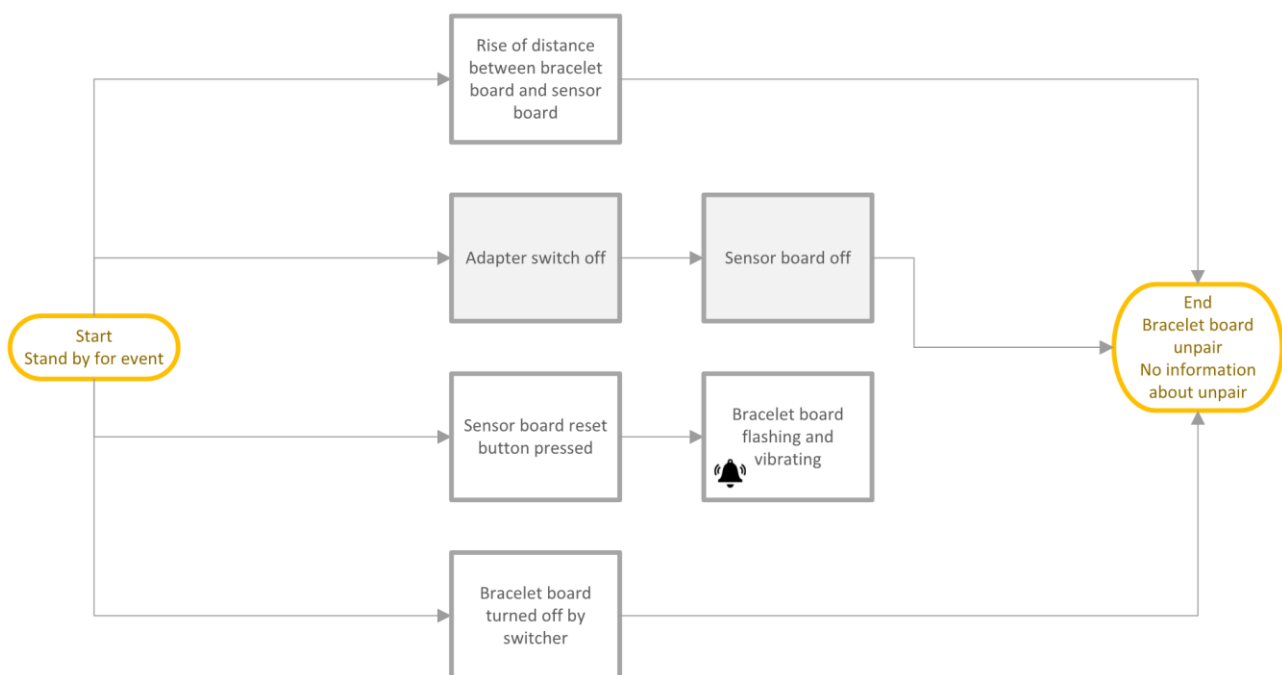 Rise of distance
between bracelet
board and sensor
board
Adapter switch off
Sensor board off
Start
Stand by for event
End
Bracelet board
unpair
No information
about unpair
Sensor board reset
button pressed
Bracelet board
flashing and
vibrating
Bracelet board
turned off by
switcher